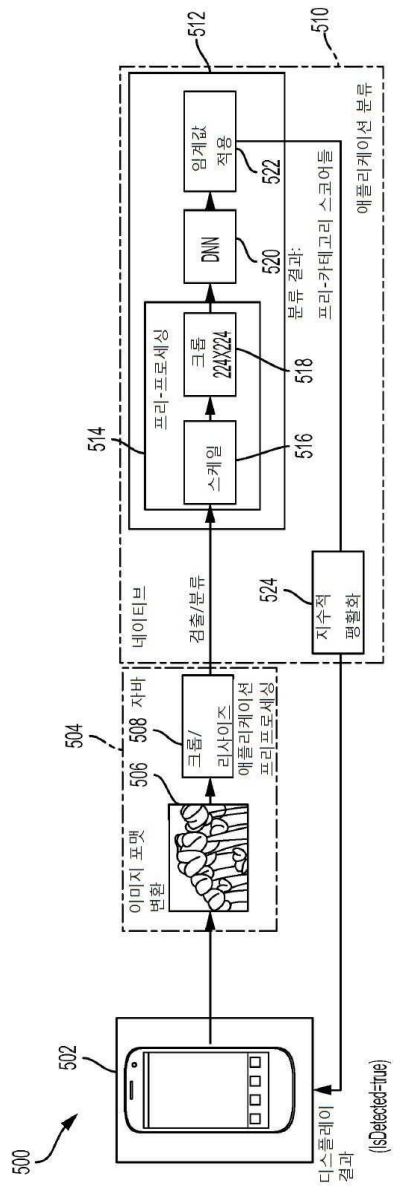 500
502
디스플레이
결과
(IsDetected=true)
504
자바
이미지 포맷
변환
506
508
크롭/
리사이즈
애플리케이션
프리프로세싱
네이티브
검출/분류
514
프리-프로세싱
스케일
516
크롭
224X224
518
DNN
520
임계값
적용
522
512
분류 결과:
프리-카테고리 스코어들
524
지수적
평활화
애플리케이션 분류
510